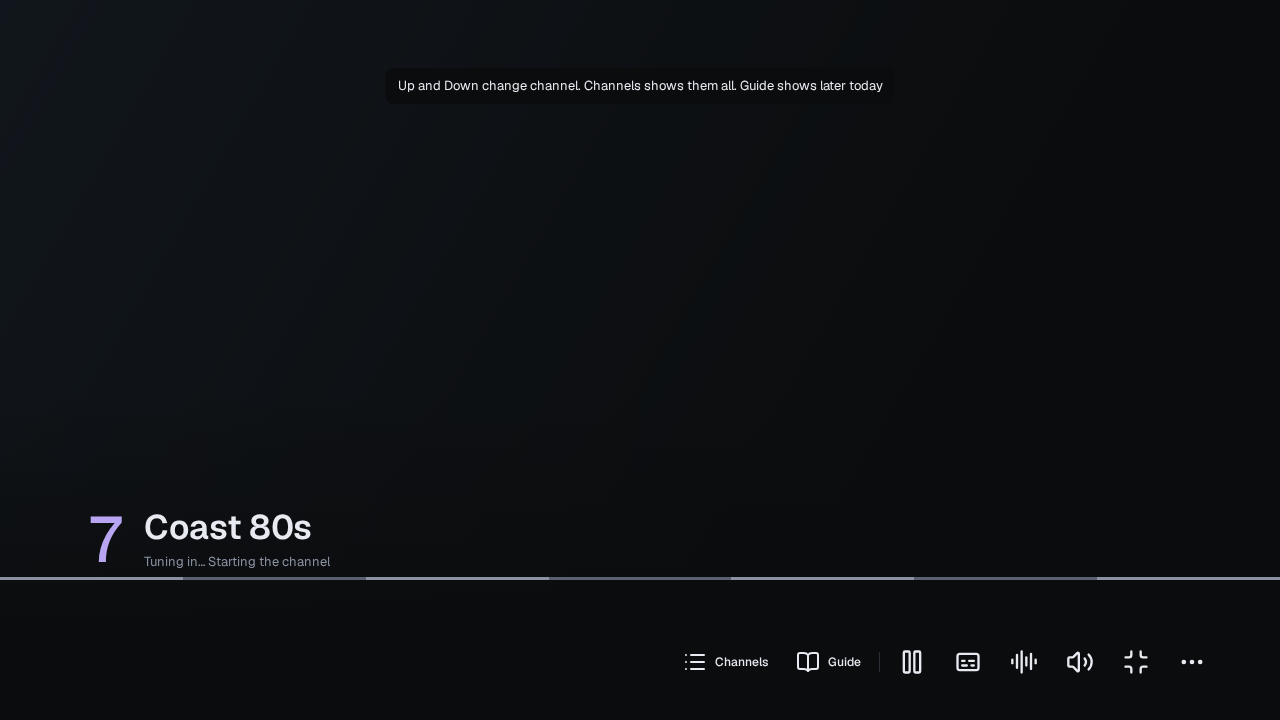 Up and Down change channel. Channels shows them all. Guide shows later today
7
Coast 80s
Tuning in... Starting the channel
Channels
Guide